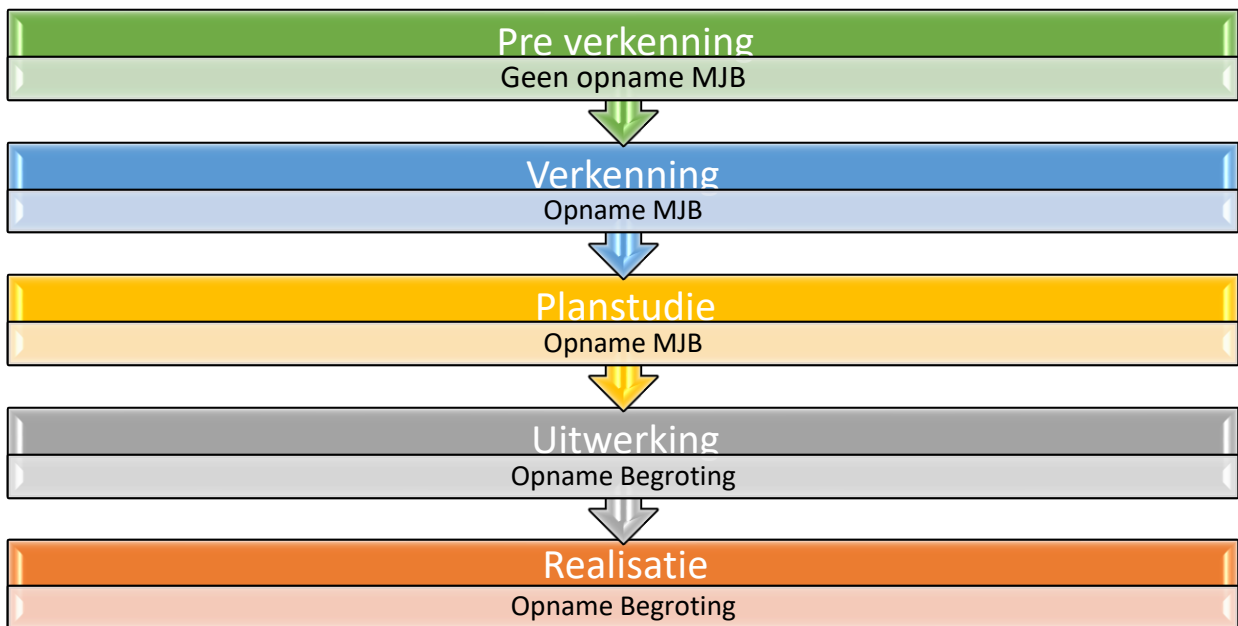 Pre verkenning
Geen opname MJB
Verkenning
Opname MJB
Planstudie
Opname MJB
Uitwerking
Opname Begroting
Realisatie
Opname Begroting